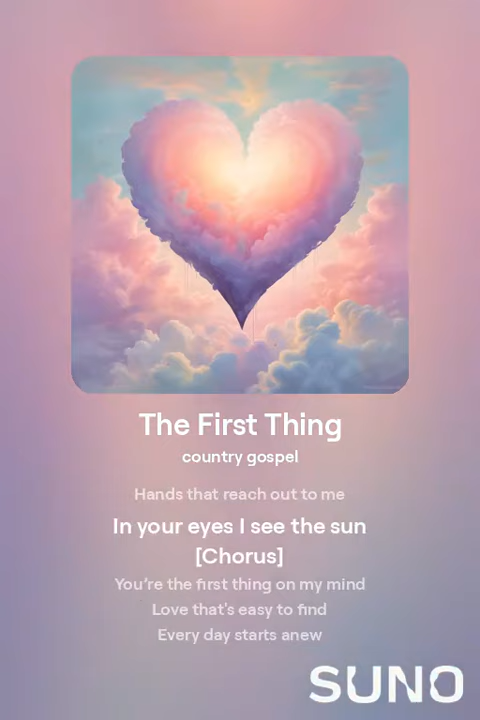 The First Thing
country gospel
Hands that reach out to me
In your eyes I see the sun
[Chorus]
You’re the first thing on my mind
Love that's easy to find
Every day starts anew
SUNO